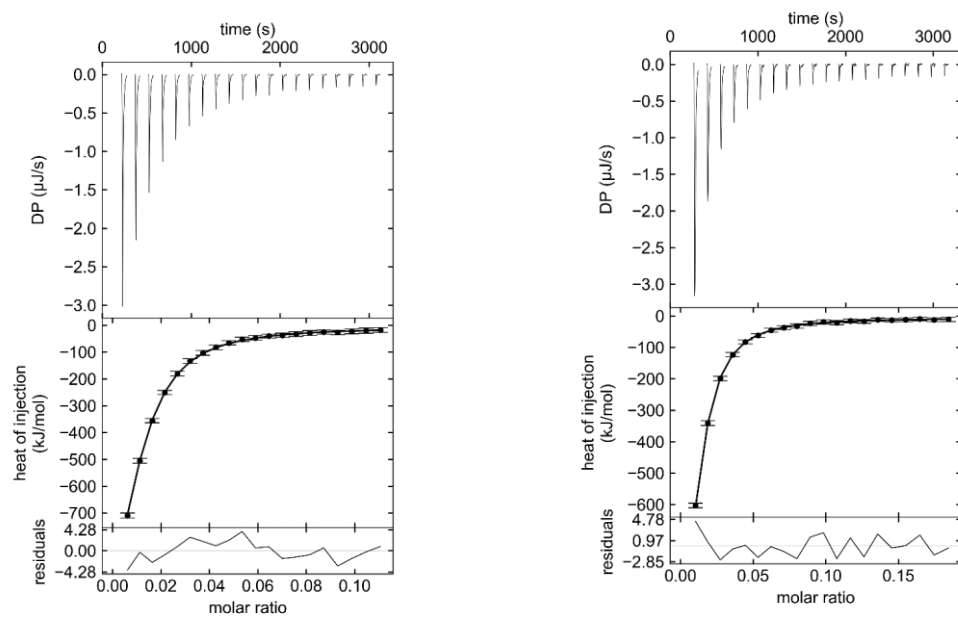 time (s)
0 1000 2000 3000
0.0
−0.5
−1.0
−1.5
−2.0
−2.5
−3.0
DP (µJ/s)
0
−100
−200
−300
−400
−500
−600
−700
heat of injection
(kJ/mol)
4.28
0.00
−4.28
residuals
0.00 0.02 0.04 0.06 0.08 0.10
molar ratio
time (s)
0 1000 2000 3000
0.0
−0.5
−1.0
−1.5
−2.0
−2.5
−3.0
DP (µJ/s)
0
−100
−200
−300
−400
−500
−600
heat of injection
(kJ/mol)
4.78
0.97
−2.85
residuals
0.00 0.05 0.10 0.15
molar ratio